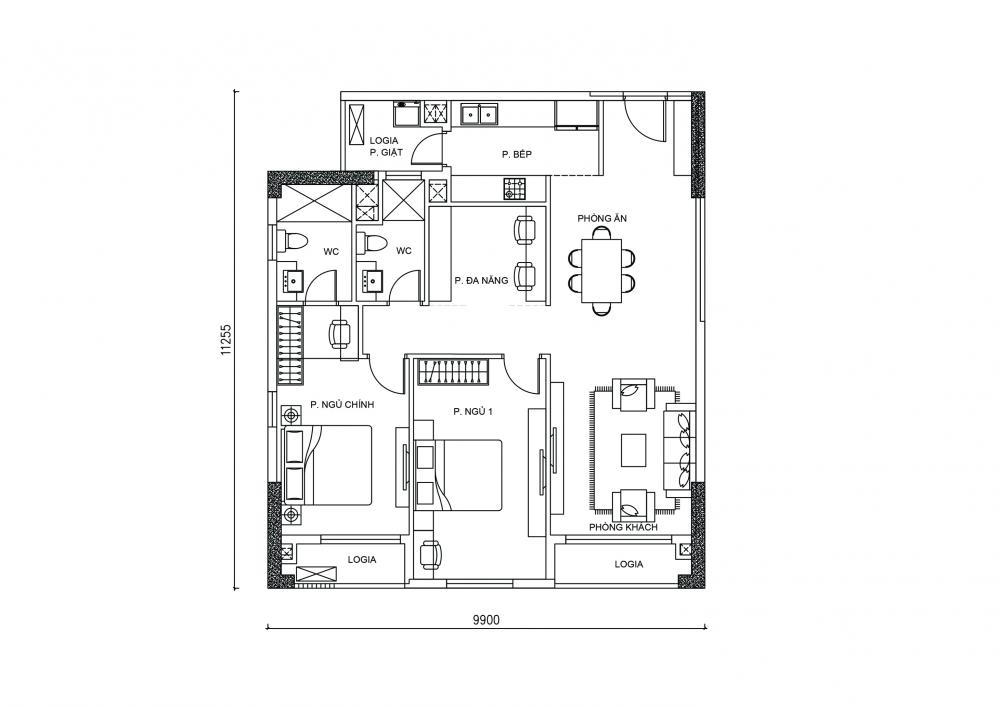 LOGIA
P. GIẶT
P. BẾP
PHÒNG ĂN
WC
WC
P. ĐA NĂNG
11255
P. NGỦ CHÍNH
P. NGỦ 1
PHÒNG KHÁCH
LOGIA
LOGIA
9900